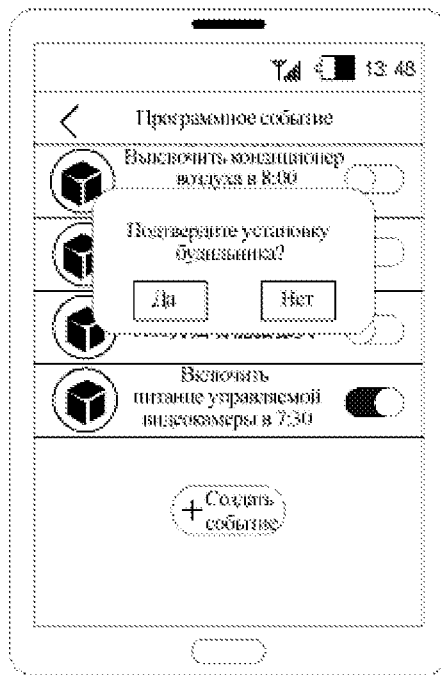 13:48
Программное событие
Выключить кондиционер
воздуха в 8:00
Подтвердите установку
будильника?
Да
Нет
Включить
питание управляемой
видеокамеры в 7:30
+ Создать
событие